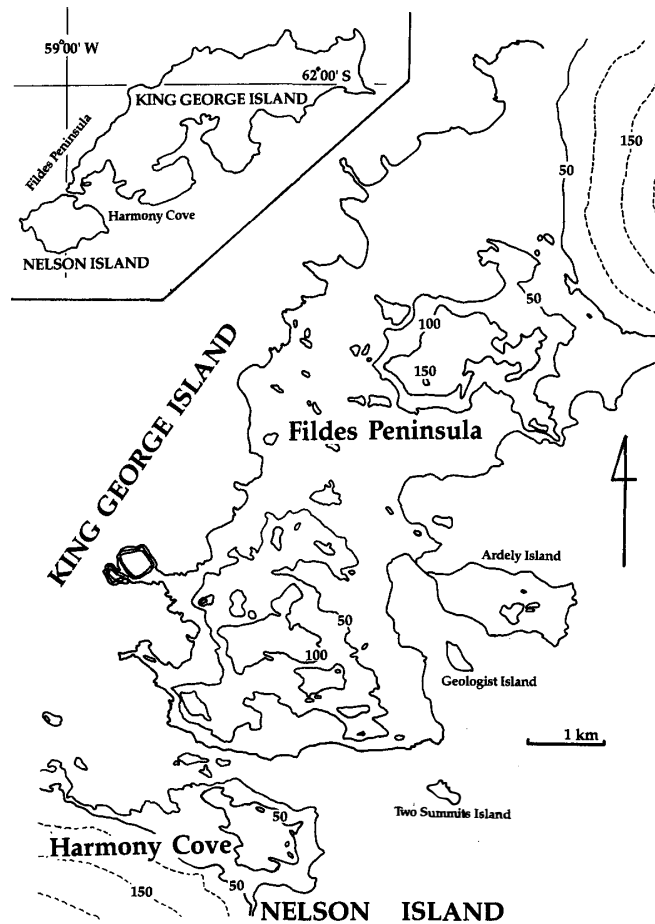 59°00' W
62°00' S
KING GEORGE ISLAND
Fildes Peninsula
Harmony Cove
NELSON ISLAND
150
50
50
100
150
KING GEORGE ISLAND
Fildes Peninsula
Ardely Island
50
100
Geologist Island
1 km
Two Summits Island
50
Harmony Cove
150
50
NELSON ISLAND